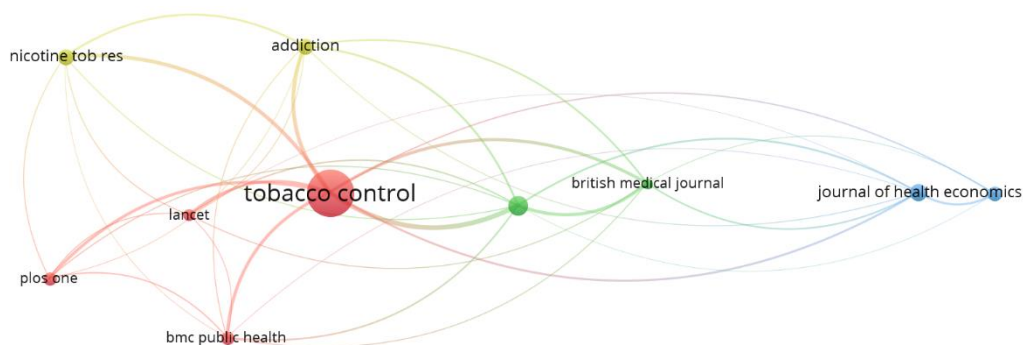 addiction
nicotine tob res
british medical journal
tobacco control
journal of health economics
lancet
plos one
bmc public health